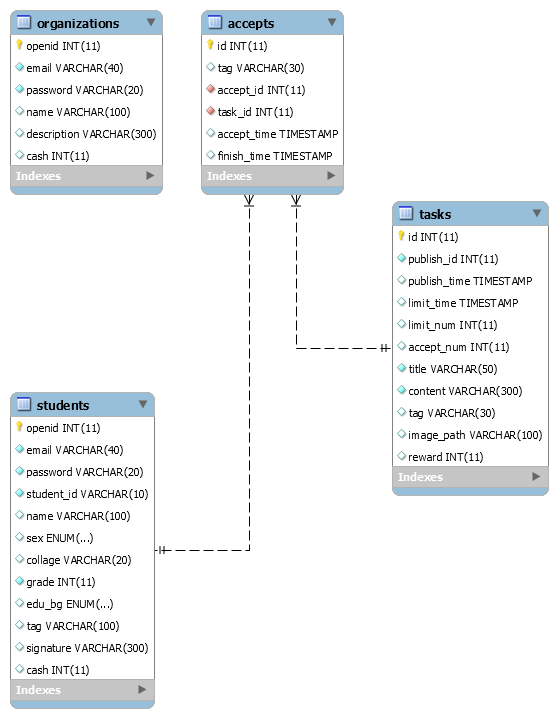 organizations
openid INT(11)
email VARCHAR(40)
password VARCHAR(20)
name VARCHAR(100)
description VARCHAR(300)
cash INT(11)
Indexes
accepts
id INT(11)
tag VARCHAR(30)
accept_id INT(11)
task_id INT(11)
accept_time TIMESTAMP
finish_time TIMESTAMP
Indexes
tasks
id INT(11)
publish_id INT(11)
publish_time TIMESTAMP
limit_time TIMESTAMP
limit_num INT(11)
accept_num INT(11)
title VARCHAR(50)
content VARCHAR(300)
tag VARCHAR(30)
image_path VARCHAR(100)
reward INT(11)
Indexes
students
openid INT(11)
email VARCHAR(40)
password VARCHAR(20)
student_id VARCHAR(10)
name VARCHAR(100)
sex ENUM(...)
collage VARCHAR(20)
grade INT(11)
edu_bg ENUM(...)
tag VARCHAR(100)
signature VARCHAR(300)
cash INT(11)
Indexes